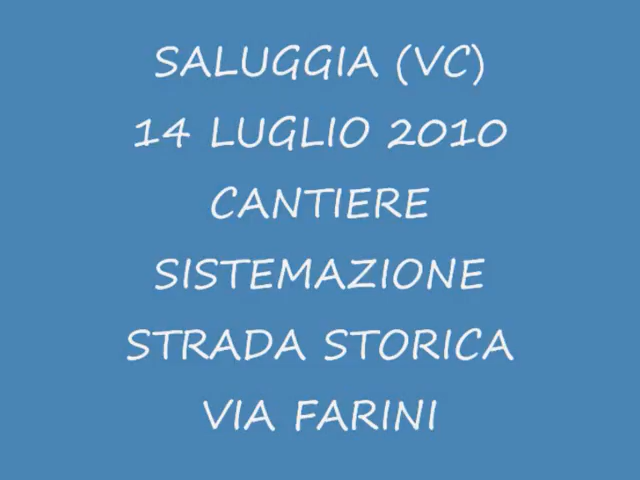 SALUGGIA (VC)
14 LUGLIO 2010
CANTIERE
SISTEMAZIONE
STRADA STORICA
VIA FARINI